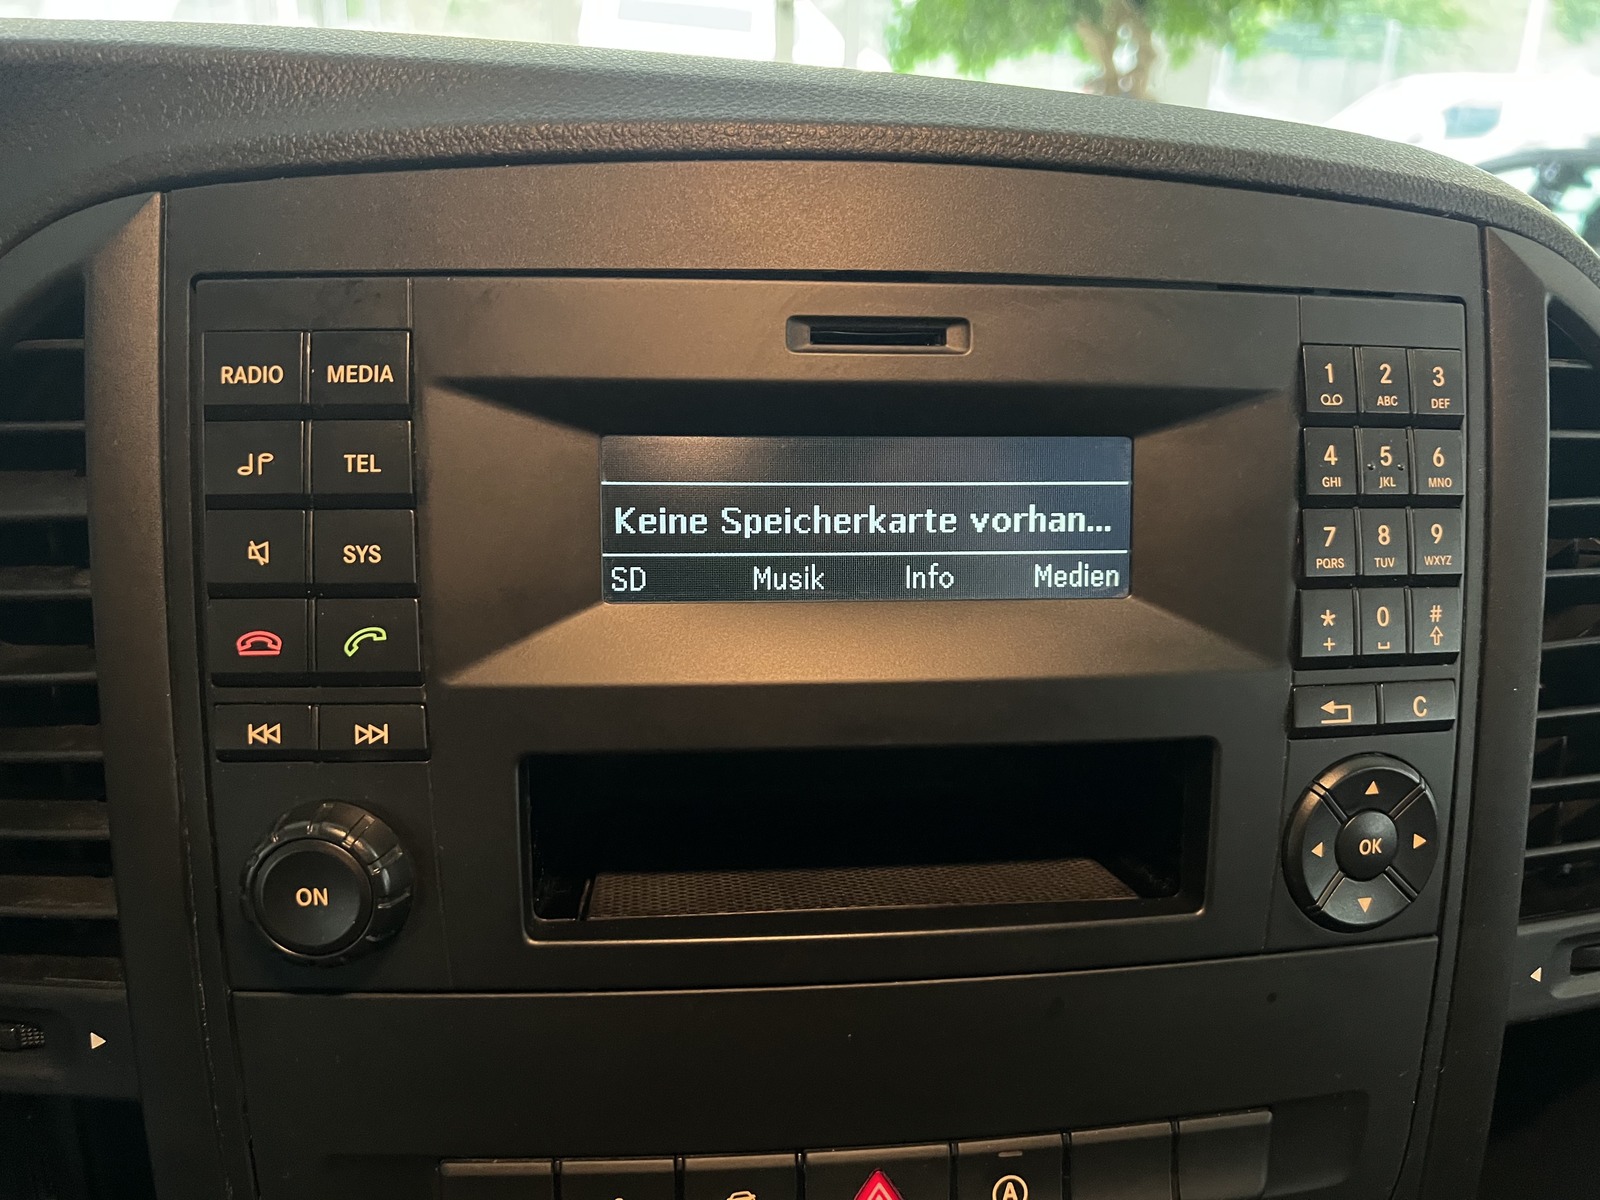 RADIO MEDIA
TEL
SYS
ON
Keine Speicherkarte vorhan...
SD Musik Info Medien
1 2 3
ABC DEF
4 5 6
GHI JKL MNO
7 8 9
PQRS TUV WXYZ
* 0 #
+
C
OK
A